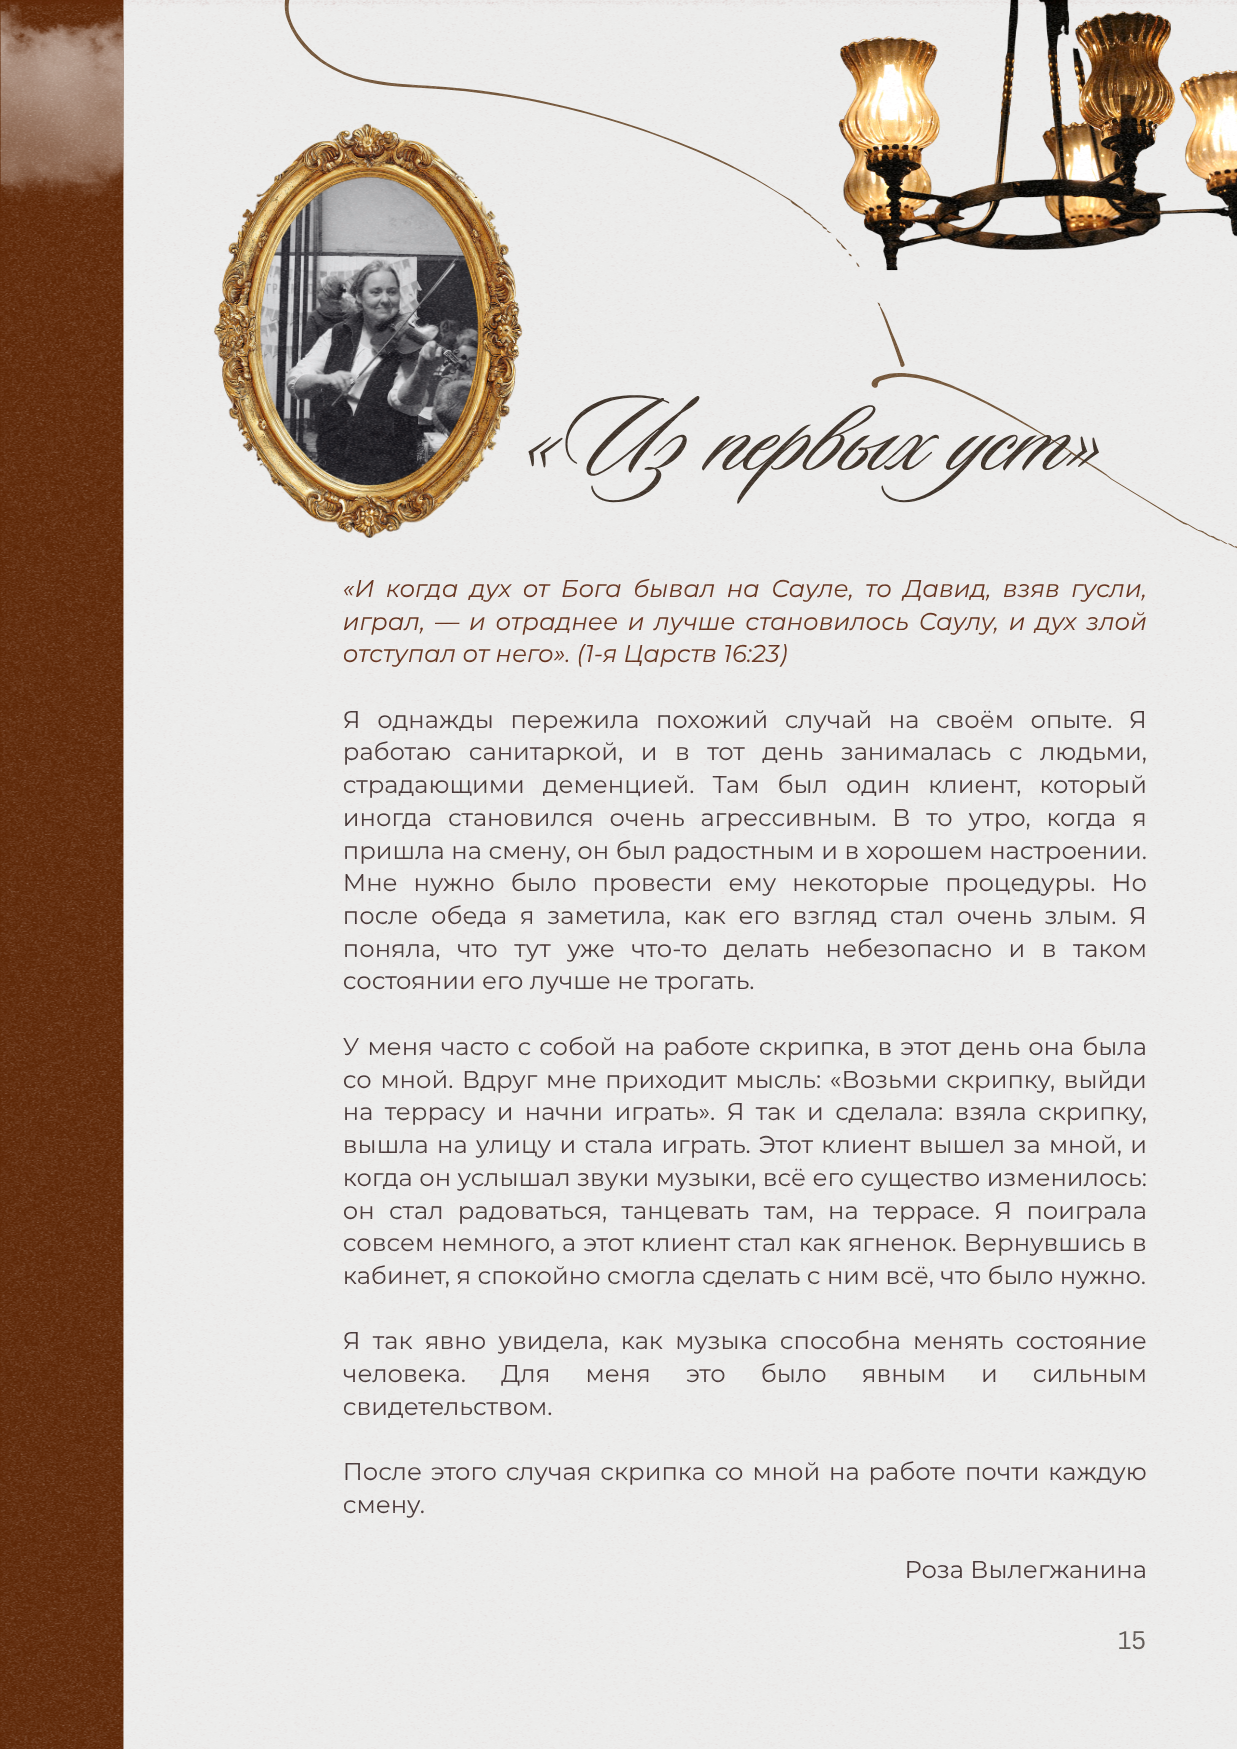 «Из первых уст»
«И когда дух от Бога бывал на Сауле, то Давид, взяв гусли,
играл, — и отраднее и лучше становилось Саулу, и дух злой
отступал от него». (1-я Царств 16:23)
Я однажды пережила похожий случай на своём опыте. Я
работаю санитаркой, и в тот день занималась с людьми,
страдающими деменцией. Там был один клиент, который
иногда становился очень агрессивным. В то утро, когда я
пришла на смену, он был радостным и в хорошем настроении.
Мне нужно было провести ему некоторые процедуры. Но
после обеда я заметила, как его взгляд стал очень злым. Я
поняла, что тут уже что-то делать небезопасно и в таком
состоянии его лучше не трогать.
У меня часто с собой на работе скрипка, в этот день она была
со мной. Вдруг мне приходит мысль: «Возьми скрипку, выйди
на террасу и начни играть». Я так и сделала: взяла скрипку,
вышла на улицу и стала играть. Этот клиент вышел за мной, и
когда он услышал звуки музыки, всё его существо изменилось:
он стал радоваться, танцевать там, на террасе. Я поиграла
совсем немного, а этот клиент стал как ягненок. Вернувшись в
кабинет, я спокойно смогла сделать с ним всё, что было нужно.
Я так явно увидела, как музыка способна менять состояние
человека. Для меня это было явным и сильным
свидетельством.
После этого случая скрипка со мной на работе почти каждую
смену.
Роза Вылегжанина
15